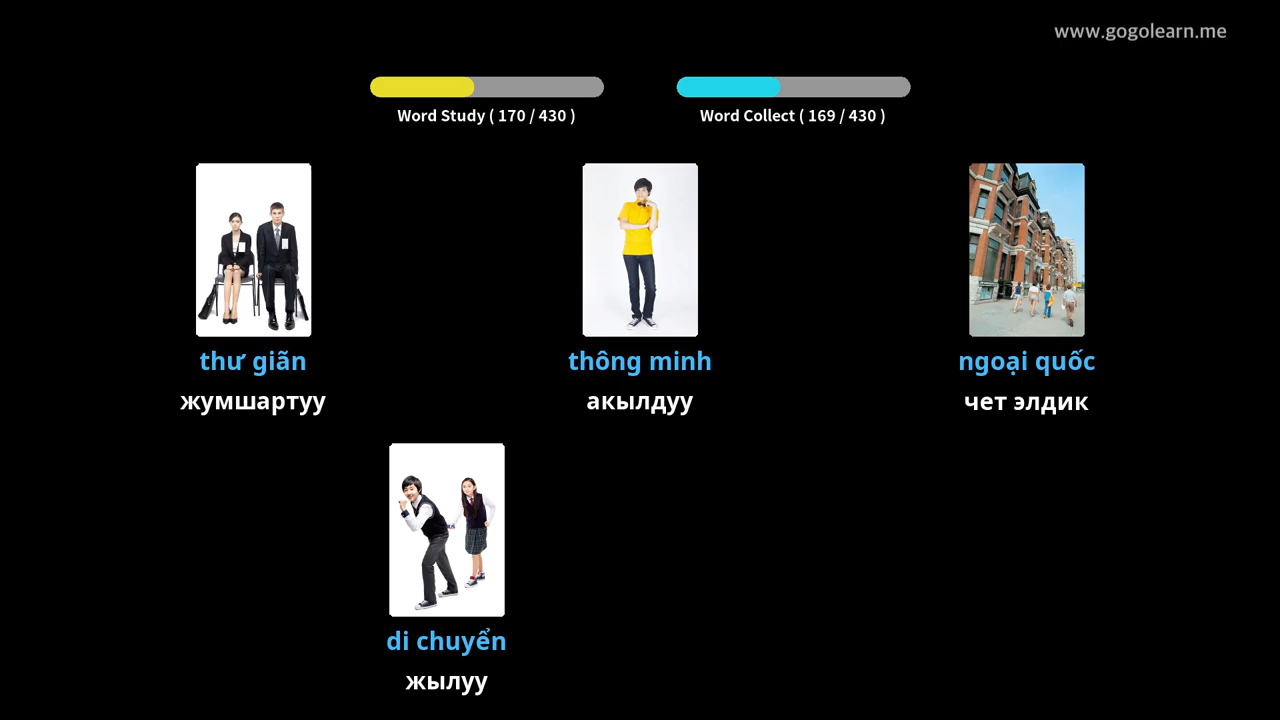 www.gogolearn.me
Word Study ( 170 / 430 )
Word Collect ( 169 / 430 )
thư giãn
жумшартуу
thông minh
акылдуу
ngoại quốc
чет элдик
di chuyển
жылуу